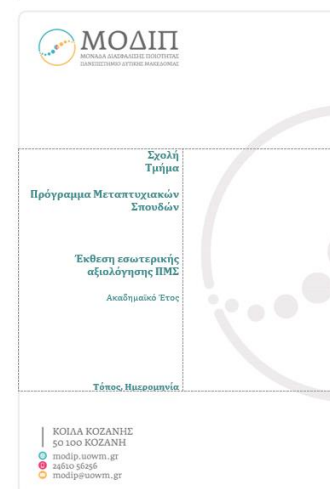 ΜΟΔΙΠ
ΜΟΝΑΔΑ ΔΙΑΣΦΑΛΙΣΗΣ ΠΟΙΟΤΗΤΑΣ
ΠΑΝΕΠΙΣΤΗΜΙΟ ΔΥΤΙΚΗΣ ΜΑΚΕΔΟΝΙΑΣ
Σχολή
Τμήμα
Πρόγραμμα Μεταπτυχιακών
Σπουδών
Έκθεση εσωτερικής
αξιολόγησης ΠΜΣ
Ακαδημαϊκό Έτος
Τόπος, Ημερομηνία
ΚΟΙΛΑ ΚΟΖΑΝΗΣ
50 100 ΚΟΖΑΝΗ
modip.uowm.gr
24610 56256
modip@uowm.gr